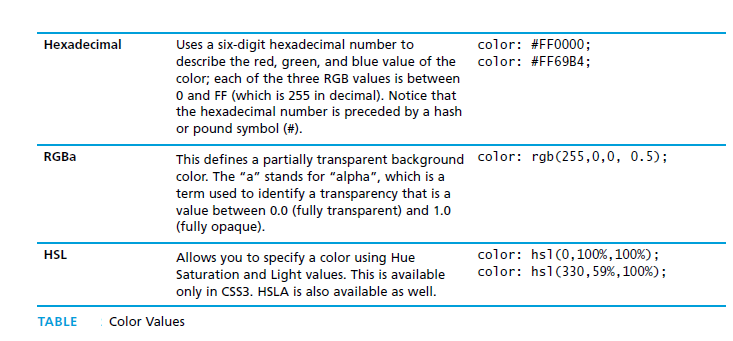 Hexadecimal Uses a six-digit hexadecimal number to color: #FF0000;
describe the red, green, and blue value of the color: #FF69B4;
color; each of the three RGB values is between
0 and FF (which is 255 in decimal). Notice that
the hexadecimal number is preceded by a hash
or pound symbol (#).
RGBa This defines a partially transparent background color: rgb(255,0,0, 0.5);
color. The “a” stands for “alpha”, which is a
term used to identify a transparency that is a
value between 0.0 (fully transparent) and 1.0
(fully opaque).
HSL Allows you to specify a color using Hue color: hsl(0,100%,100%);
Saturation and Light values. This is available color: hsl(330,59%,100%);
only in CSS3. HSLA is also available as well.
TABLE Color Values